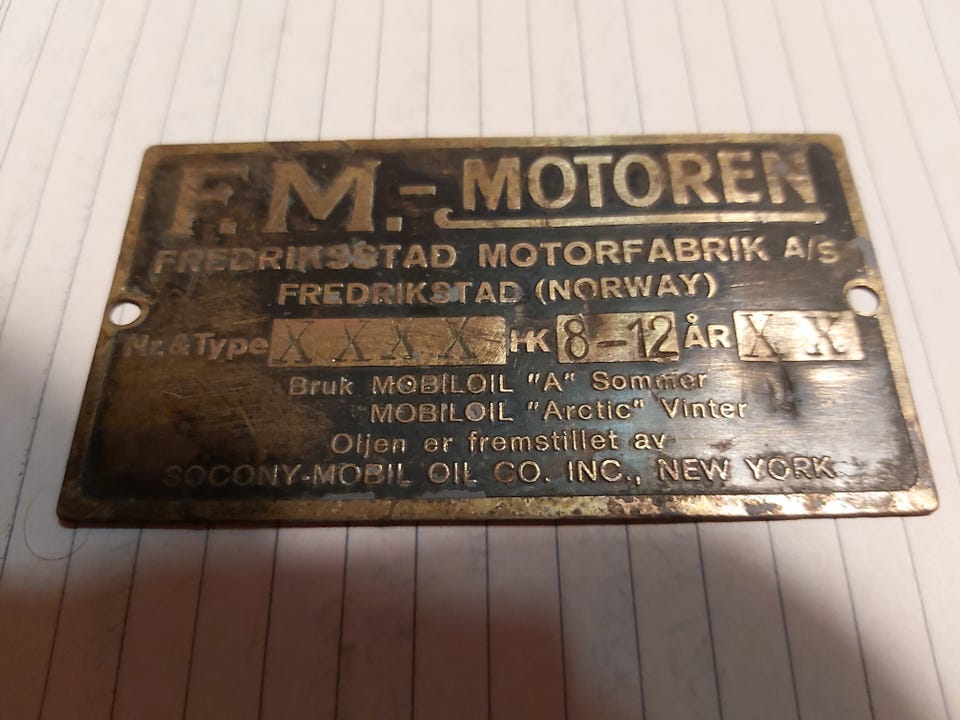 F.M.-MOTOREN
FREDRIKSSTAD MOTORFABRIK A/S
FREDRIKSTAD (NORWAY)
Nr. & Type X X X X HK 8-12 ÅR X X
Bruk MOBILOIL "A" Sommer
MOBILOIL "Arctic" Vinter
Oljen er fremstillet av
SOCONY-MOBIL OIL CO. INC., NEW YORK